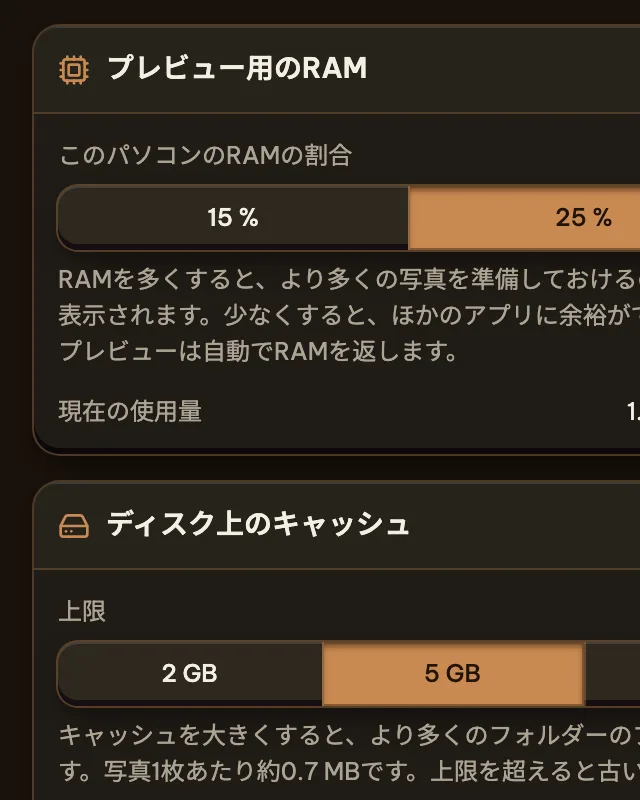 プレビュー用のRAM
このパソコンのRAMの割合
15 % 25 %
RAMを多くすると、より多くの写真を準備しておける
表示されます。少なくすると、ほかのアプリに余裕が
プレビューは自動でRAMを返します。
現在の使用量 1.
ディスク上のキャッシュ
上限
2 GB 5 GB
キャッシュを大きくすると、より多くのフォルダーの
す。写真1枚あたり約0.7 MBです。上限を超えると古い